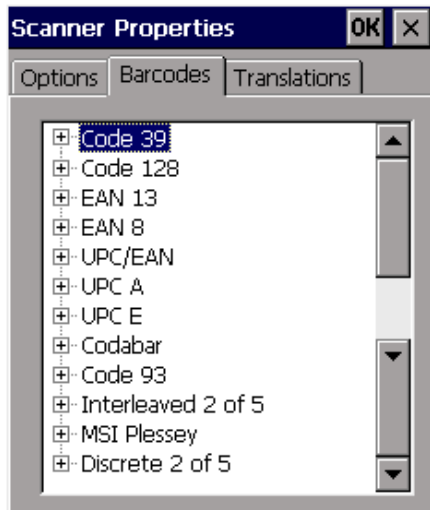 Scanner Properties OK ×
Options Barcodes Translations
Code 39
Code 128
EAN 13
EAN 8
UPC/EAN
UPC A
UPC E
Codabar
Code 93
Interleaved 2 of 5
MSI Plessey
Discrete 2 of 5